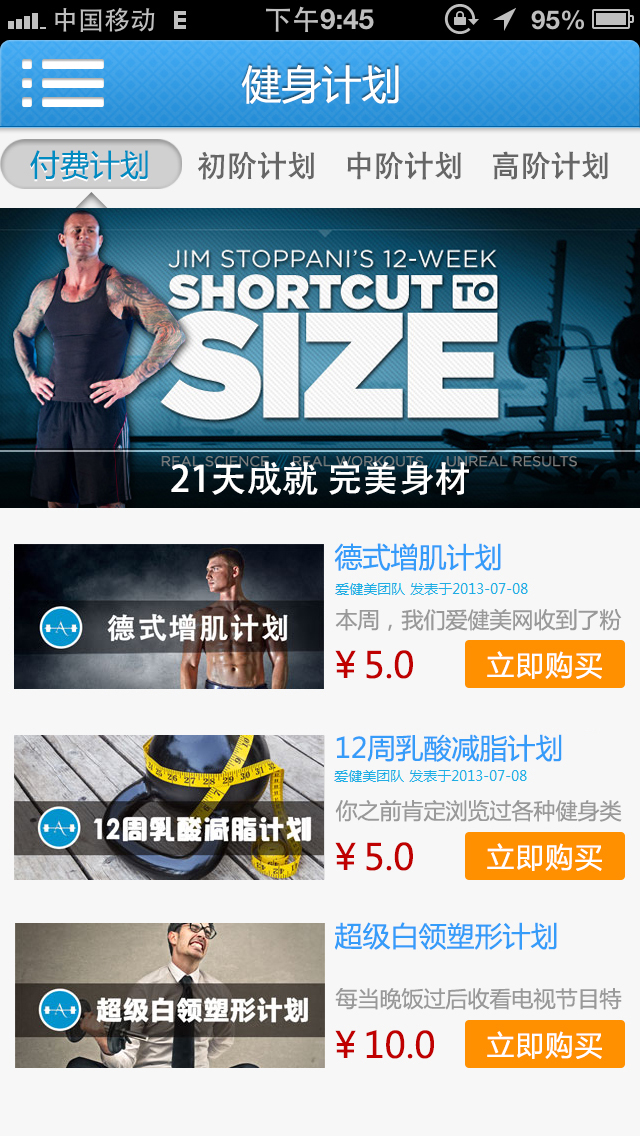 中国移动 E 下午9:45 95%
健身计划
付费计划 初阶计划 中阶计划 高阶计划
JIM STOPPANI'S 12-WEEK
SHORTCUT TO
SIZE
REAL SCIENCE // REAL WORKOUTS // UNREAL RESULTS
21天成就 完美身材
德式增肌计划
德式增肌计划
爱健美团队 发表于2013-07-08
本周，我们爱健美网收到了粉
¥ 5.0 立即购买
12周乳酸减脂计划
12周乳酸减脂计划
爱健美团队 发表于2013-07-08
你之前肯定浏览过各种健身类
¥ 5.0 立即购买
超级白领塑形计划
超级白领塑形计划
每当晚饭过后收看电视节目特
¥ 10.0 立即购买